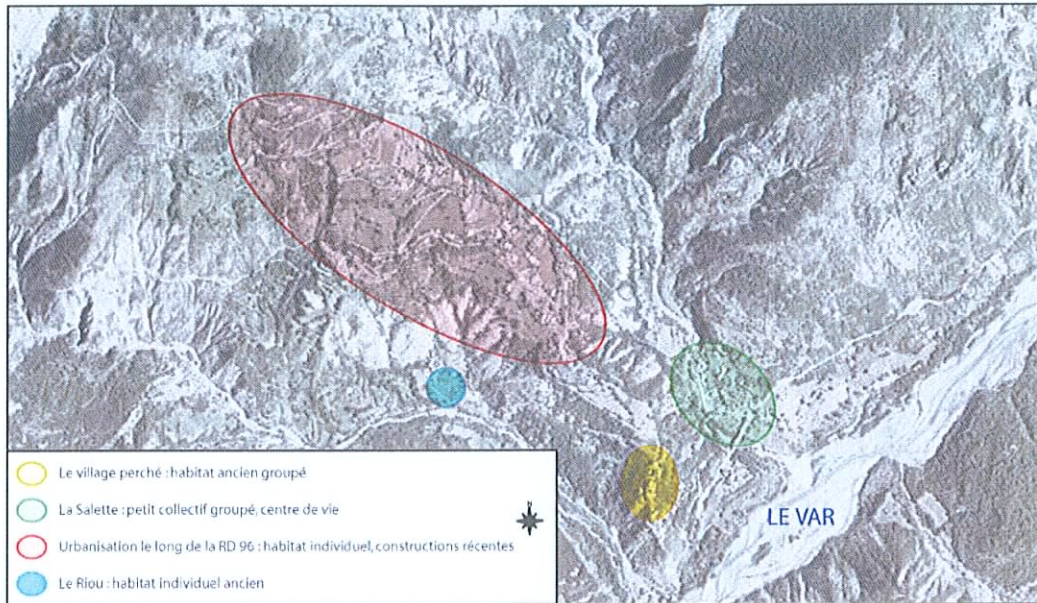 LE VAR
N
Le village perché : habitat ancien groupé
La Salette : petit collectif groupé, centre de vie
Urbanisation le long de la RD 96 : habitat individuel, constructions récentes
Le Riou : habitat individuel ancien